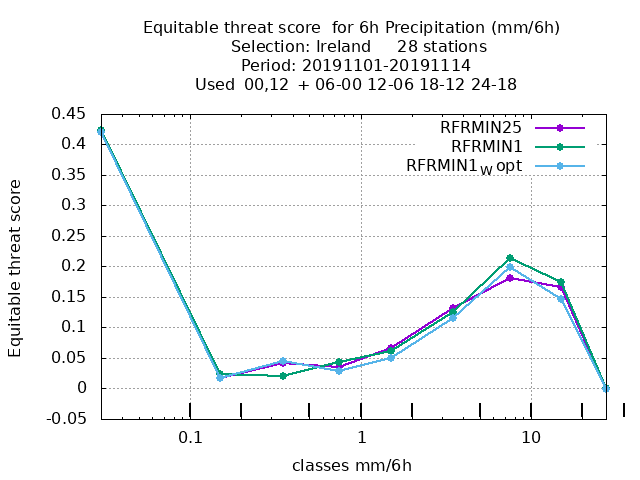 Equitable threat score for 6h Precipitation (mm/6h)
Selection: Ireland 28 stations
Period: 20191101-20191114
Used 00,12 + 06-00 12-06 18-12 24-18
RFRMIN25
RFRMIN1
RFRMIN1W opt
0.45
0.4
0.35
0.3
0.25
0.2
0.15
0.1
0.05
0
-0.05
Equitable threat score
0.1 1 10
classes mm/6h